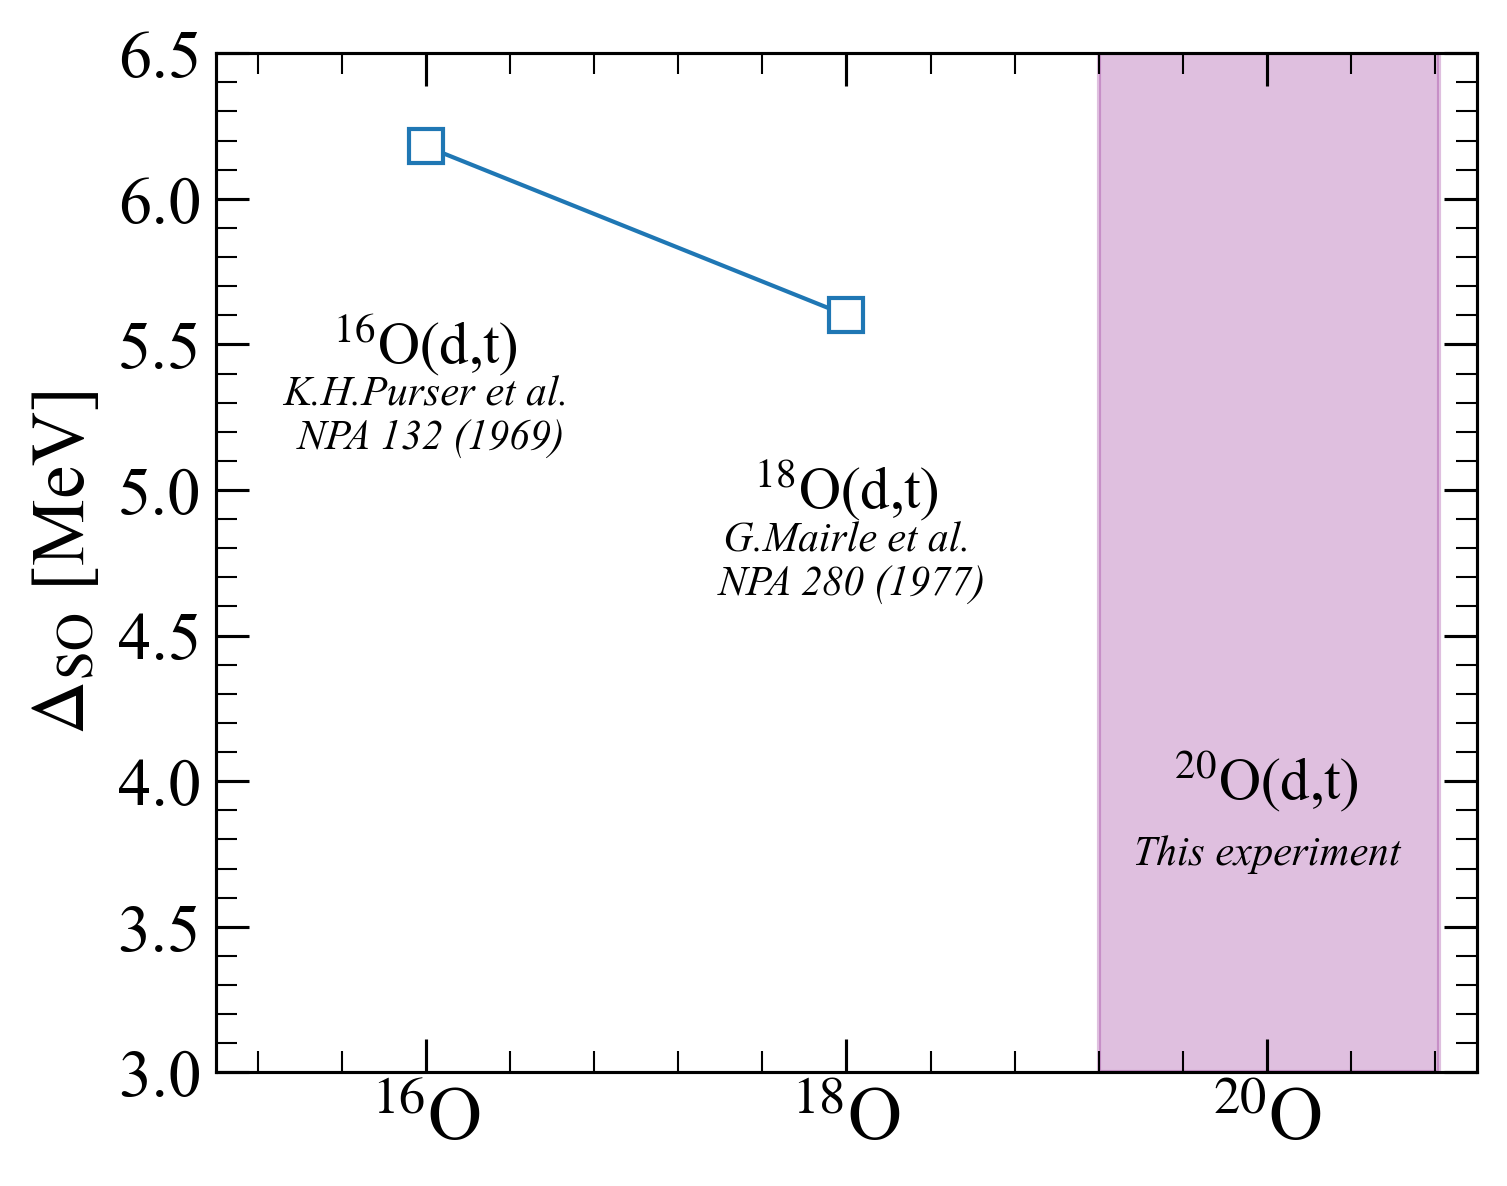 6.5
6.0
5.5
5.0
4.5
4.0
3.5
3.0
Δso [MeV]
¹⁶O(d,t)
K.H.Purser et al.
NPA 132 (1969)
¹⁸O(d,t)
G.Mairle et al.
NPA 280 (1977)
²⁰O(d,t)
This experiment
¹⁶O
¹⁸O
²⁰O